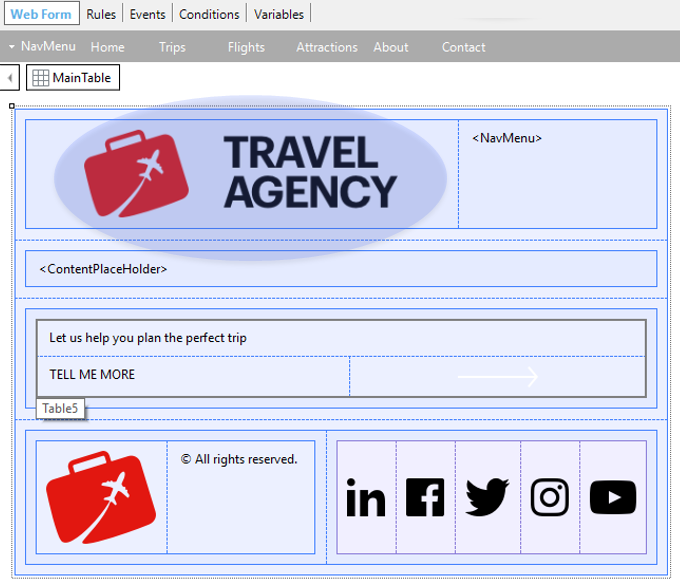 Web Form Rules Events Conditions Variables
NavMenu Home Trips Flights Attractions About Contact
MainTable
TRAVEL
AGENCY
<NavMenu>
<ContentPlaceHolder>
Let us help you plan the perfect trip
TELL ME MORE
Table5
© All rights reserved.
in